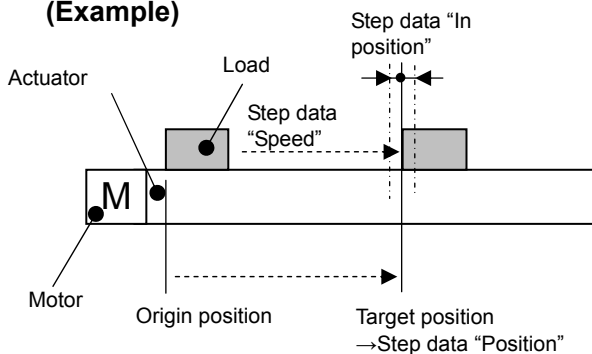 (Example)
Step data “In
position”
Load
Actuator
Step data
“Speed”
M
Motor
Origin position
Target position
→Step data “Position”